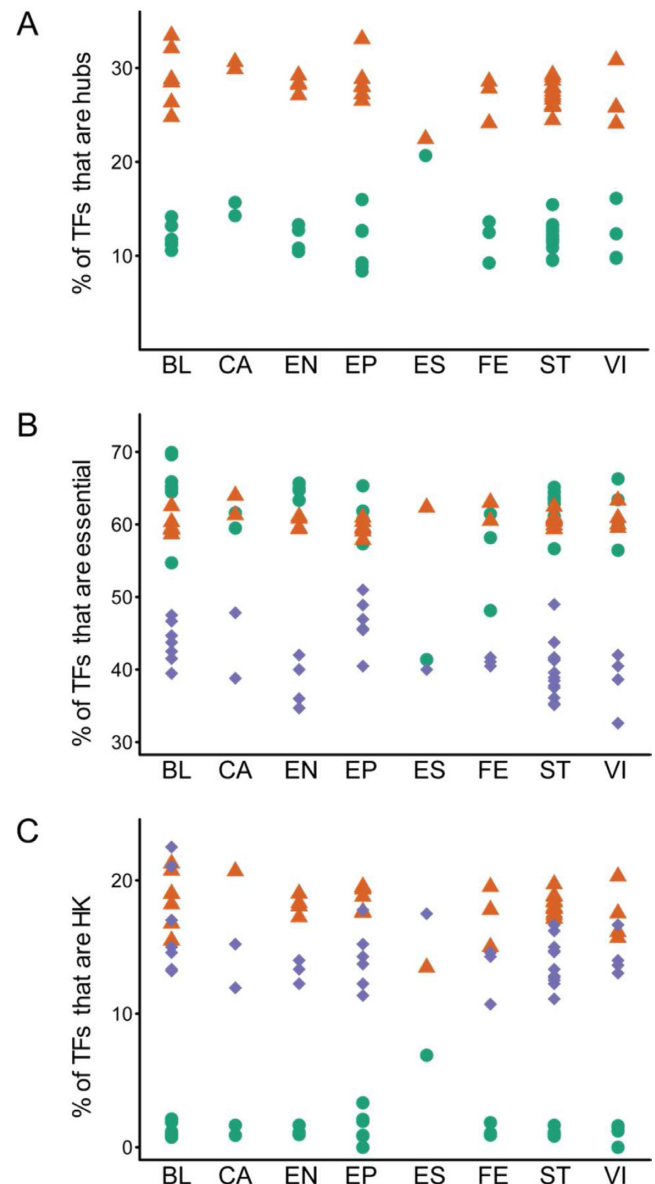 A
% of TFs that are hubs
30
20
10
BL CA EN EP ES FE ST VI
B
% of TFs that are essential
70
60
50
40
30
BL CA EN EP ES FE ST VI
C
% of TFs that are HK
20
10
0
BL CA EN EP ES FE ST VI